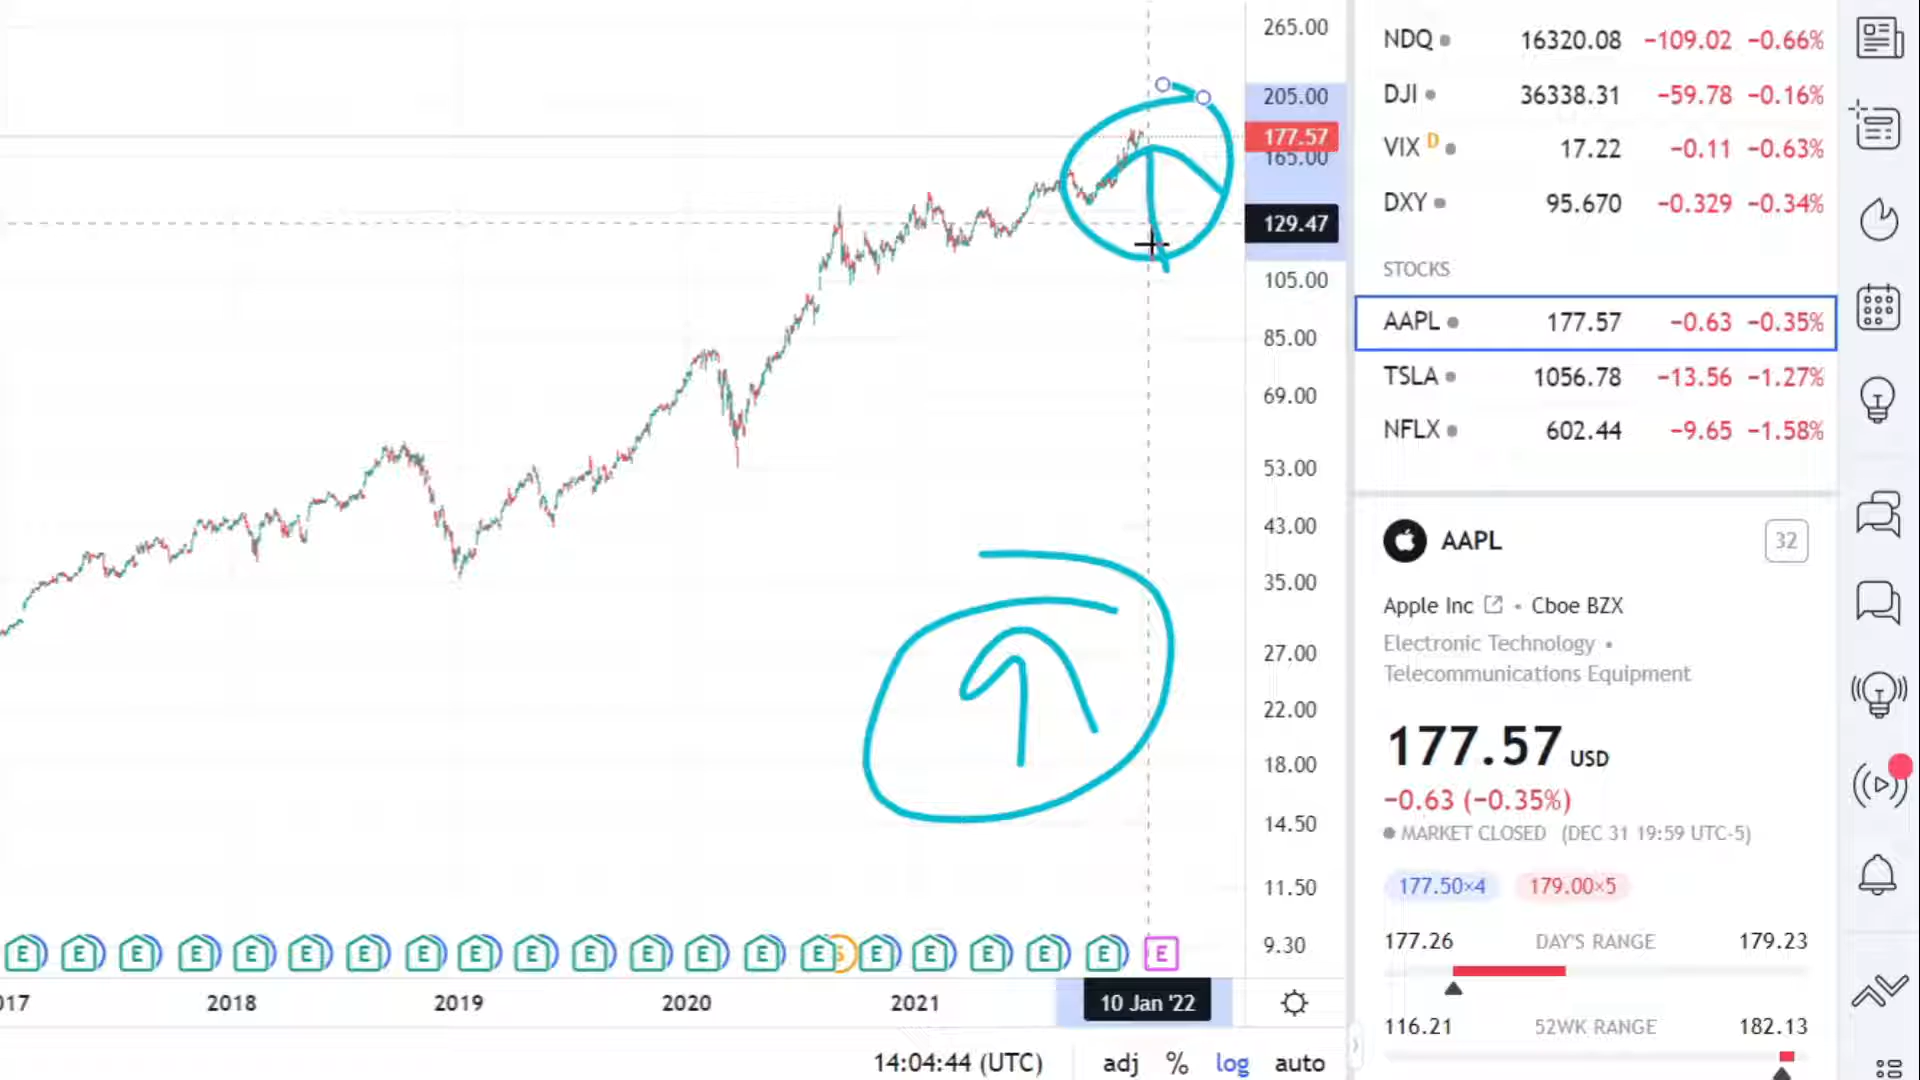 265.00
205.00
177.57
165.00
129.47
105.00
85.00
69.00
53.00
43.00
35.00
27.00
22.00
18.00
14.50
11.50
9.30
E E E E E E E E E E E E E E E S E E E E E E
017 2018 2019 2020 2021 10 Jan '22
14:04:44 (UTC) adj % log auto
NDQ 16320.08 −109.02 −0.66%
DJI 36338.31 −59.78 −0.16%
VIX D 17.22 −0.11 −0.63%
DXY 95.670 −0.329 −0.34%
STOCKS
AAPL 177.57 −0.63 −0.35%
TSLA 1056.78 −13.56 −1.27%
NFLX 602.44 −9.65 −1.58%
AAPL 32
Apple Inc • Cboe BZX
Electronic Technology •
Telecommunications Equipment
177.57 USD
−0.63 (−0.35%)
MARKET CLOSED (DEC 31 19:59 UTC-5)
177.50×4 179.00×5
177.26 DAY'S RANGE 179.23
116.21 52WK RANGE 182.13